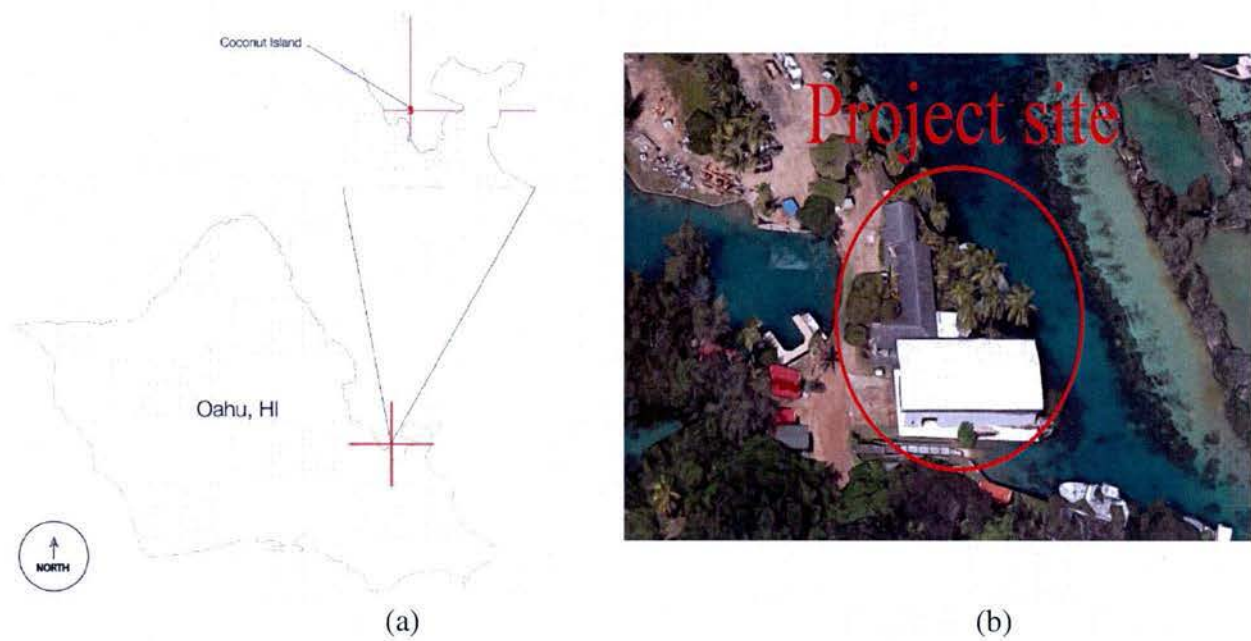 Coconut Island
Project site
Oahu, HI
NORTH
(a)
(b)